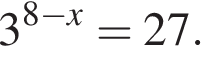 3^{8-x} = 27.